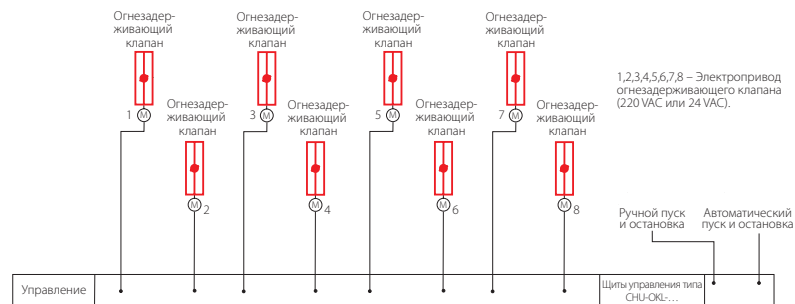 Огнезадер-
живающий
клапан
Огнезадер-
живающий
клапан
Огнезадер-
живающий
клапан
Огнезадер-
живающий
клапан
1,2,3,4,5,6,7,8 – Электропривод
огнезадерживающего клапана
(220 VAC или 24 VAC).
1 M
3 M
5 M
7 M
Огнезадер-
живающий
клапан
Огнезадер-
живающий
клапан
Огнезадер-
живающий
клапан
Огнезадер-
живающий
клапан
M 2
M 4
M 6
M 8
Ручной пуск
и остановка
Автоматический
пуск и остановка
Управление
Щиты управления типа
CHU-OKL-…